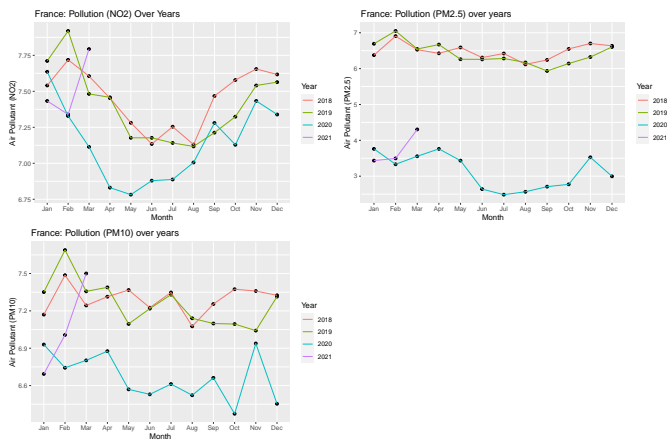 France: Pollution (NO2) Over Years
7.75
7.50
7.25
7.00
6.75
Air Pollutant (NO2)
Jan Feb Mar Apr May Jun Jul Aug Sep Oct Nov Dec
Month
Year
2018
2019
2020
2021
France: Pollution (PM2.5) over years
7
6
5
4
3
Air Pollutant (PM2.5)
Jan Feb Mar Apr May Jun Jul Aug Sep Oct Nov Dec
Month
Year
2018
2019
2020
2021
France: Pollution (PM10) over years
7.5
7.2
6.9
6.6
Air Pollutant (PM10)
Jan Feb Mar Apr May Jun Jul Aug Sep Oct Nov Dec
Month
Year
2018
2019
2020
2021